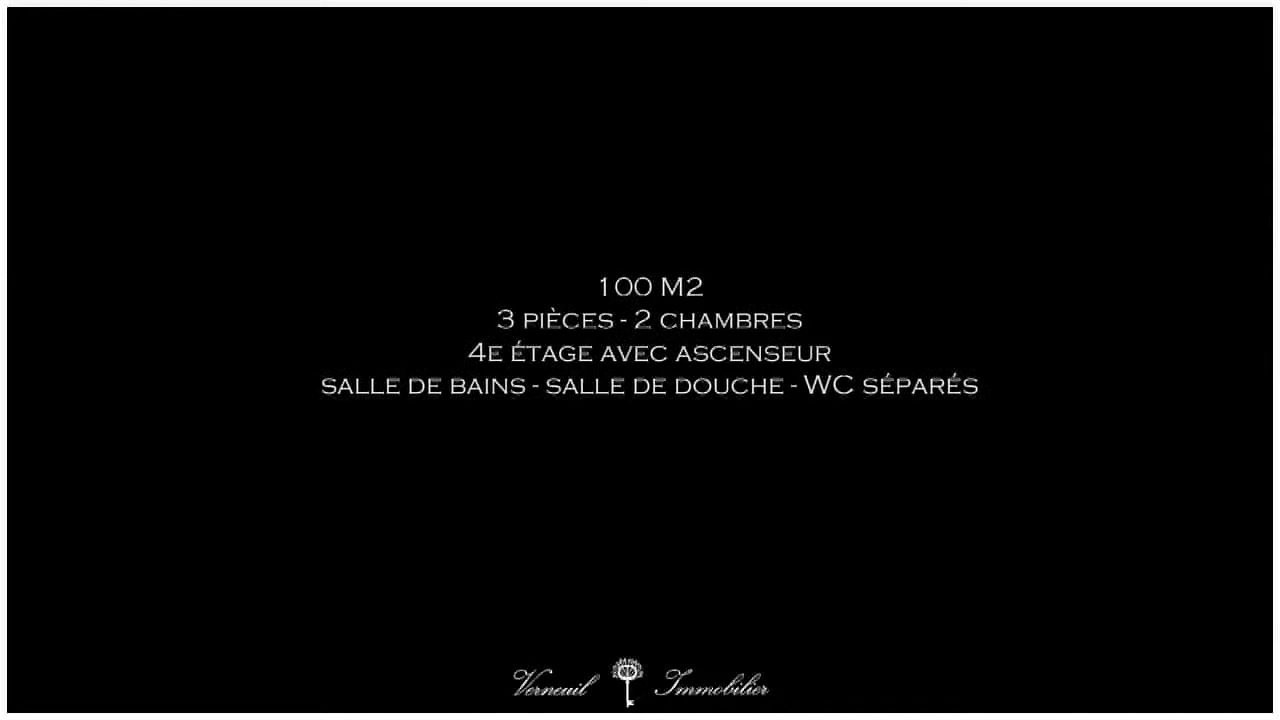 100 M2
3 PIÈCES - 2 CHAMBRES
4E ÉTAGE AVEC ASCENSEUR
SALLE DE BAINS - SALLE DE DOUCHE - WC SÉPARÉS
Verneuil Immobilier